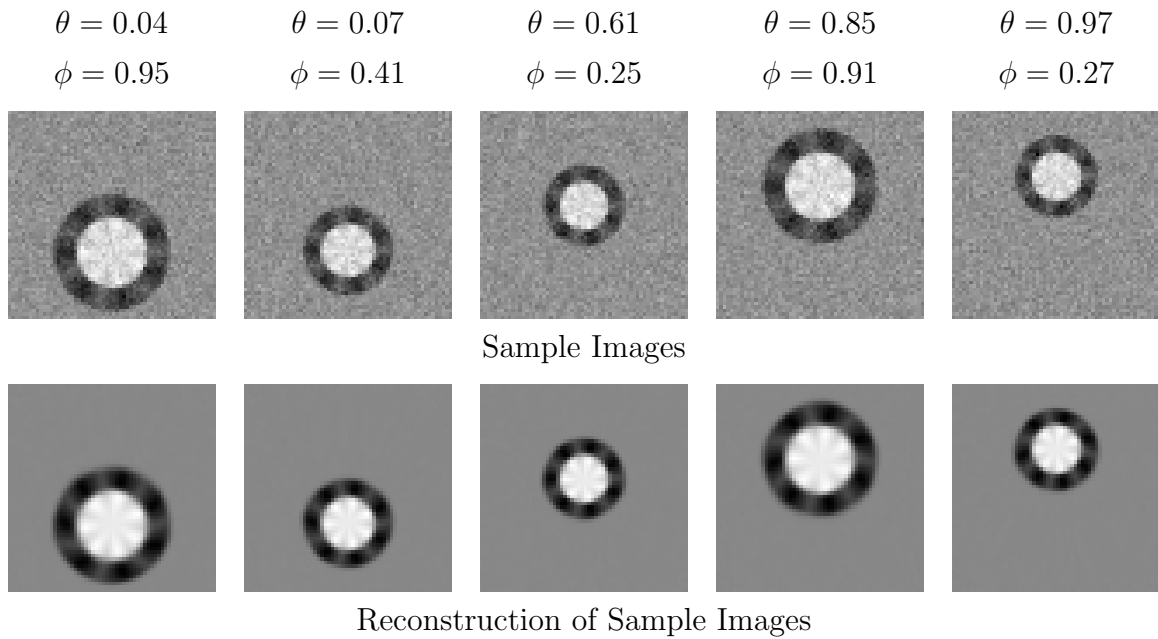 θ = 0.04 θ = 0.07 θ = 0.61 θ = 0.85 θ = 0.97
ϕ = 0.95 ϕ = 0.41 ϕ = 0.25 ϕ = 0.91 ϕ = 0.27
Sample Images
Reconstruction of Sample Images